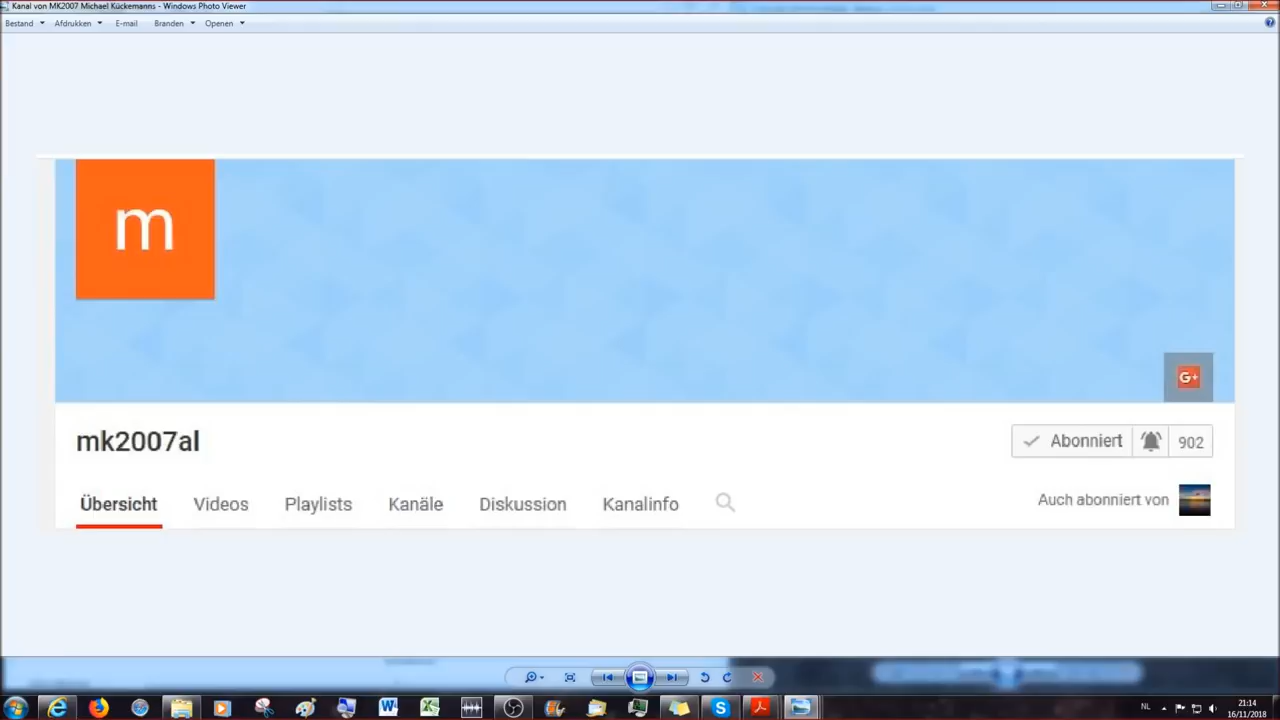 Kanal von MK2007 Michael Kückemanns - Windows Photo Viewer
Bestand Afdrukken E-mail Branden Openen
m
G+
mk2007al
Abonniert 902
Übersicht Videos Playlists Kanäle Diskussion Kanalinfo
Auch abonniert von
NL
21:14
16/11/2018